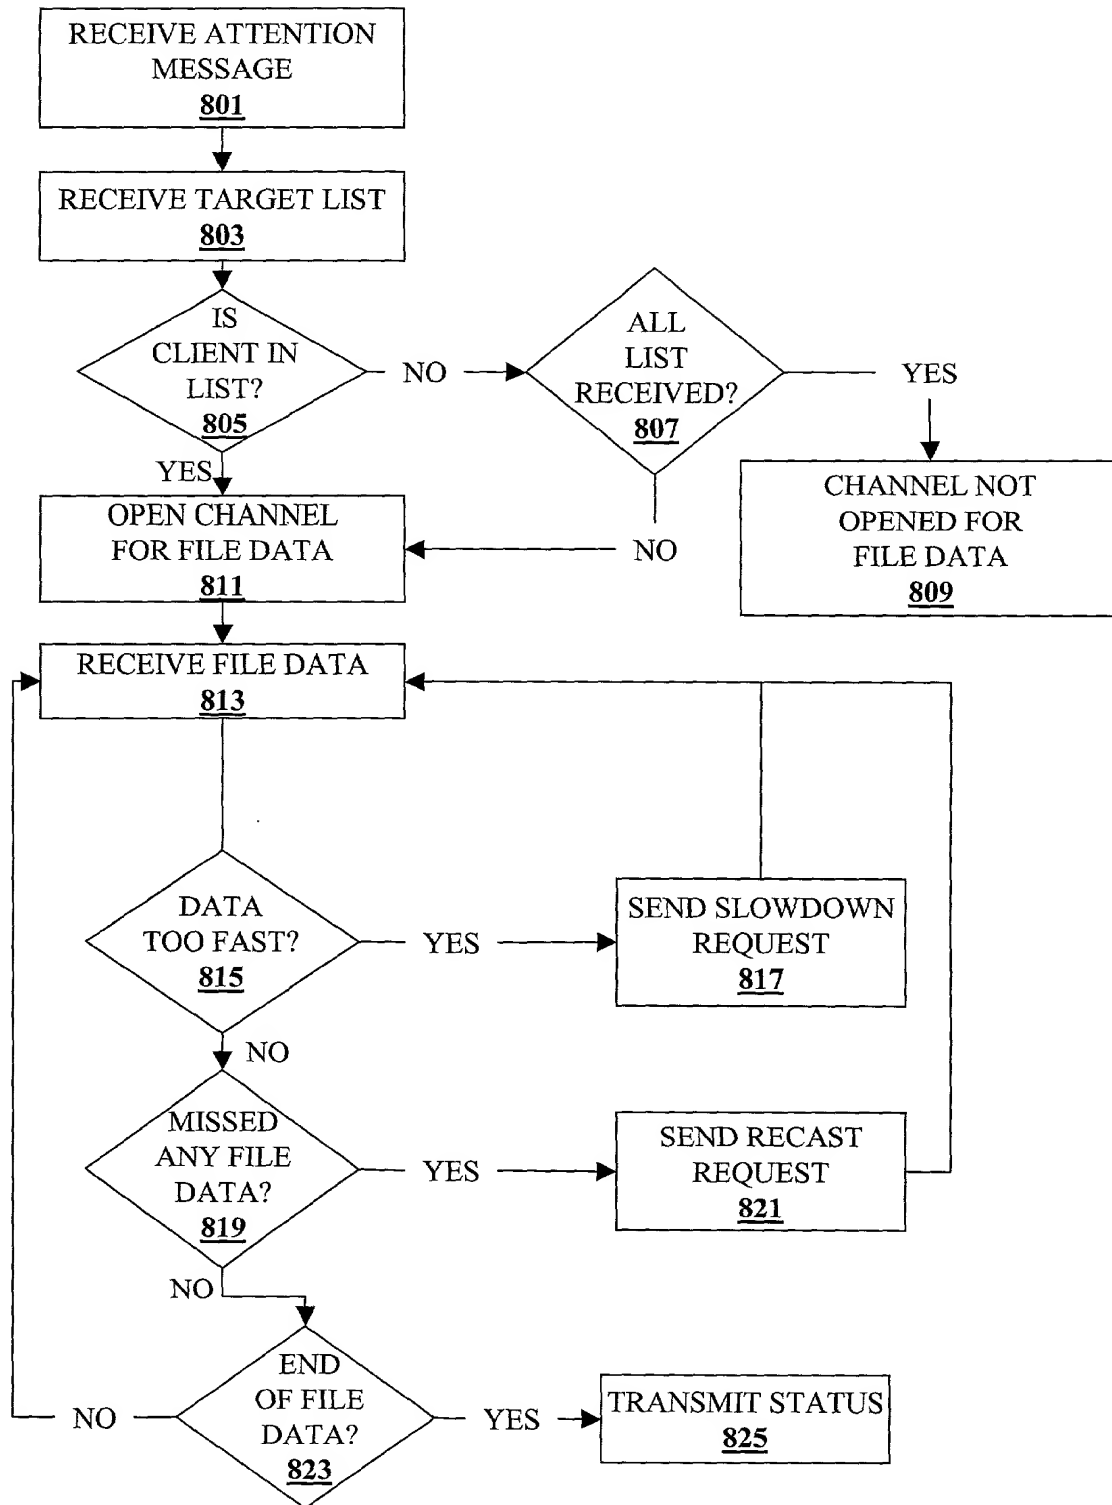 RECEIVE ATTENTION
MESSAGE
801
RECEIVE TARGET LIST
803
IS
CLIENT IN
LIST?
805
NO
ALL
LIST
RECEIVED?
807
YES
CHANNEL NOT
OPENED FOR
FILE DATA
809
NO
YES
OPEN CHANNEL
FOR FILE DATA
811
RECEIVE FILE DATA
813
DATA
TOO FAST?
815
YES
SEND SLOWDOWN
REQUEST
817
NO
MISSED
ANY FILE
DATA?
819
YES
SEND RECAST
REQUEST
821
NO
END
OF FILE
DATA?
823
NO
YES
TRANSMIT STATUS
825